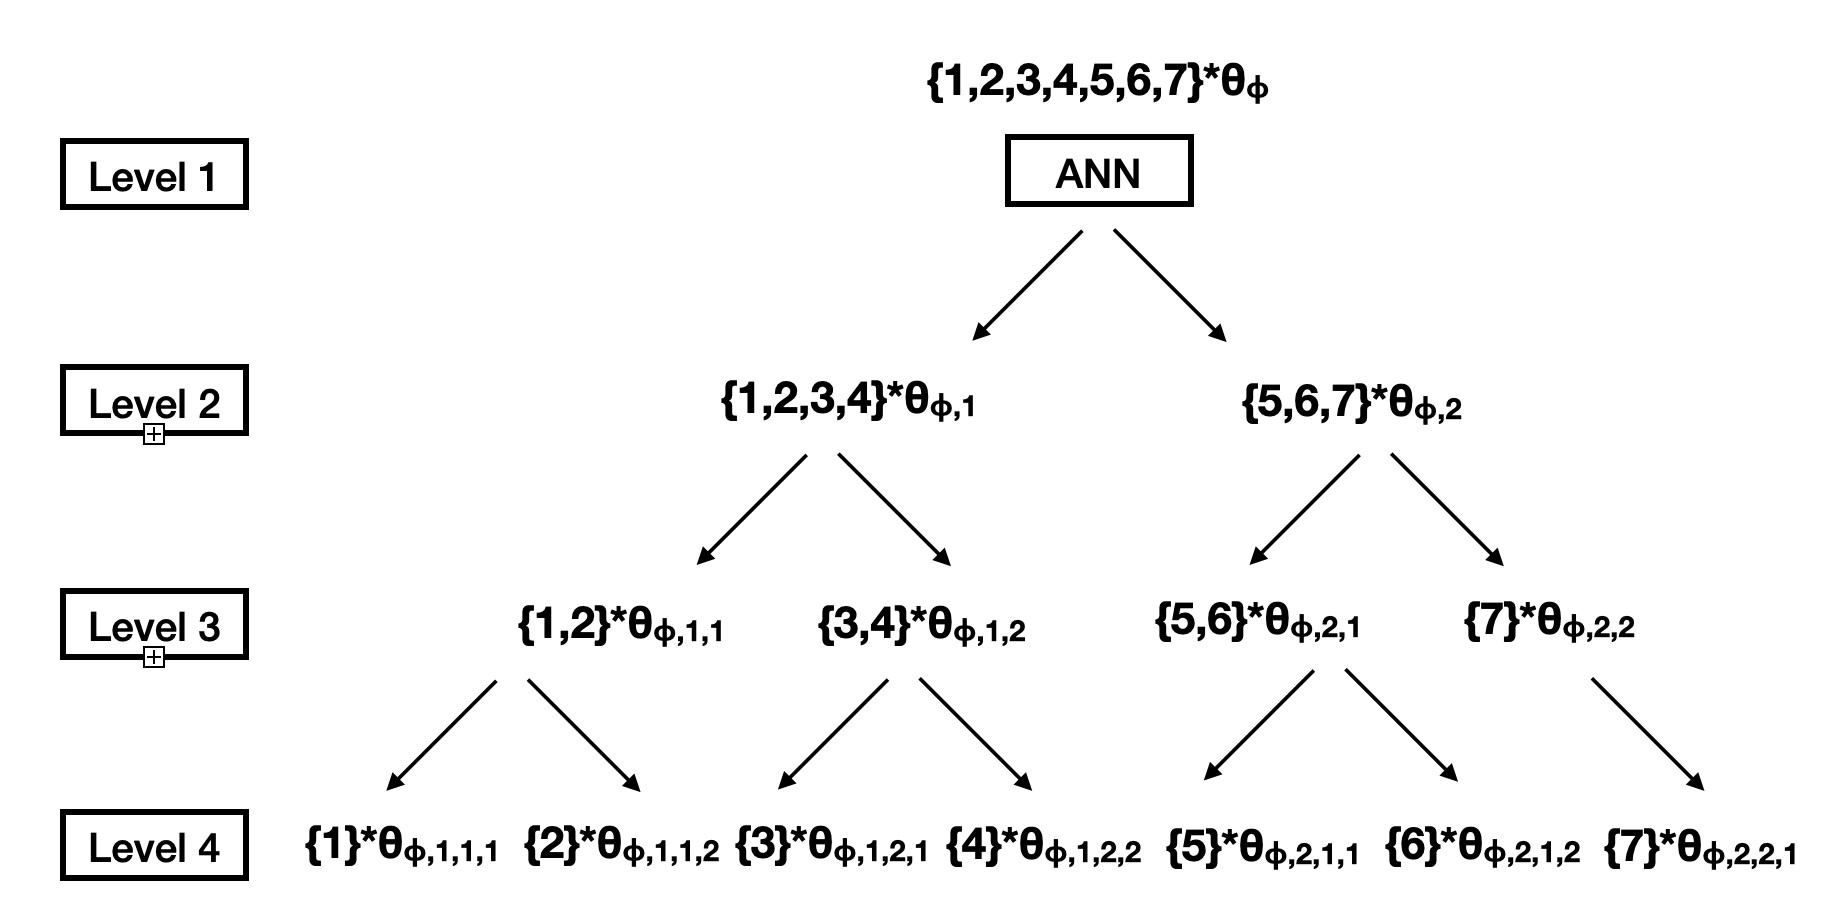 {1,2,3,4,5,6,7}*θϕ
Level 1
ANN
Level 2
{1,2,3,4}*θϕ,1
{5,6,7}*θϕ,2
Level 3
{1,2}*θϕ,1,1
{3,4}*θϕ,1,2
{5,6}*θϕ,2,1
{7}*θϕ,2,2
Level 4
{1}*θϕ,1,1,1
{2}*θϕ,1,1,2
{3}*θϕ,1,2,1
{4}*θϕ,1,2,2
{5}*θϕ,2,1,1
{6}*θϕ,2,1,2
{7}*θϕ,2,2,1